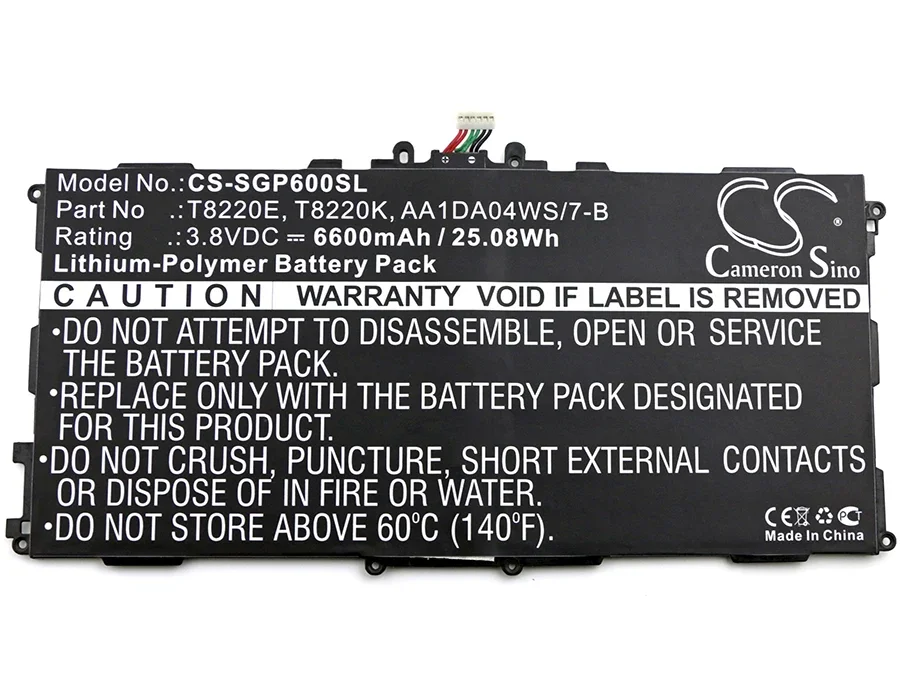 + -
Model No.:CS-SGP600SL
Part No .:T8220E, T8220K, AA1DA04WS/7-B
Rating .:3.8VDC ⎓ 6600mAh / 25.08Wh
Lithium-Polymer Battery Pack
CS
Cameron Sino
CAUTION WARRANTY VOID IF LABEL IS REMOVED
•DO NOT ATTEMPT TO DISASSEMBLE, OPEN OR SERVICE
THE BATTERY PACK.
•REPLACE ONLY WITH THE BATTERY PACK DESIGNATED
FOR THIS PRODUCT.
•DO NOT CRUSH, PUNCTURE, SHORT EXTERNAL CONTACTS
OR DISPOSE OF IN FIRE OR WATER.
•DO NOT STORE ABOVE 60°C (140°F).
CE PCT
Made In China